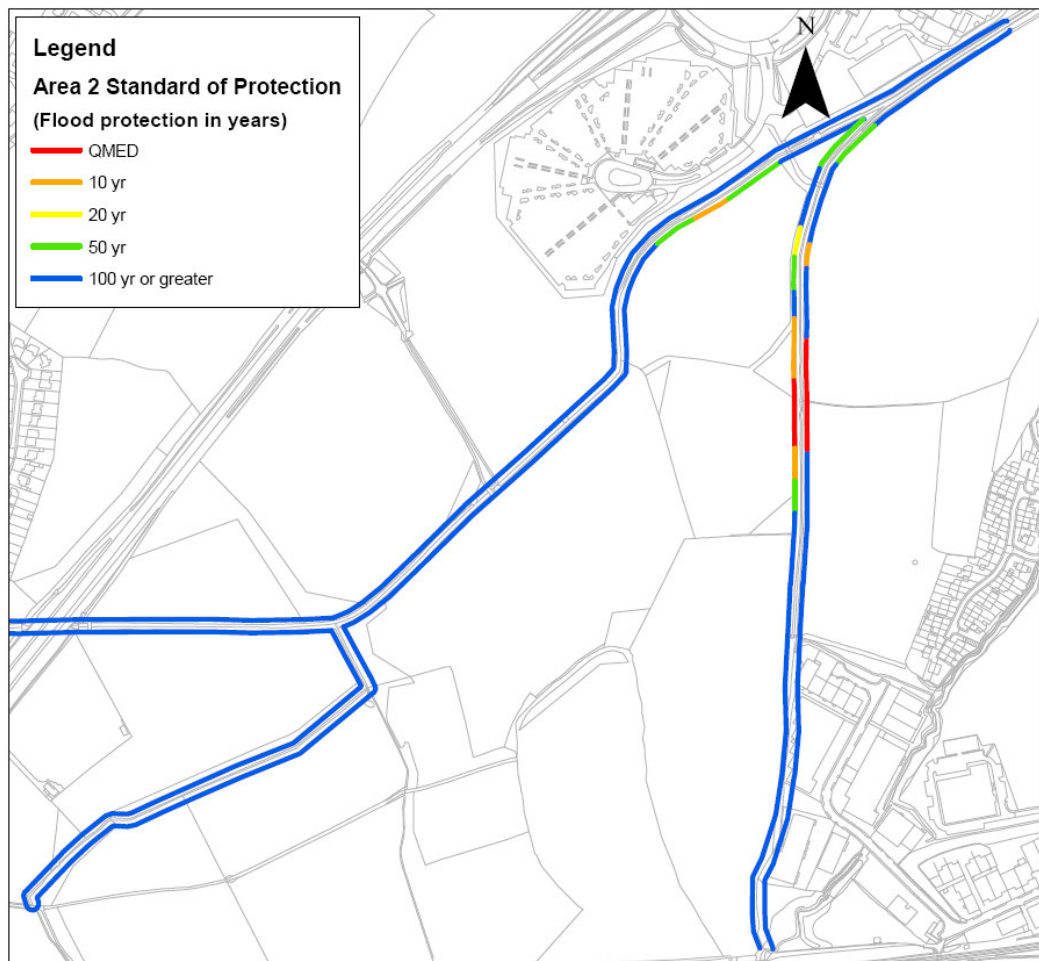 Legend
Area 2 Standard of Protection
(Flood protection in years)
QMED
10 yr
20 yr
50 yr
100 yr or greater
N